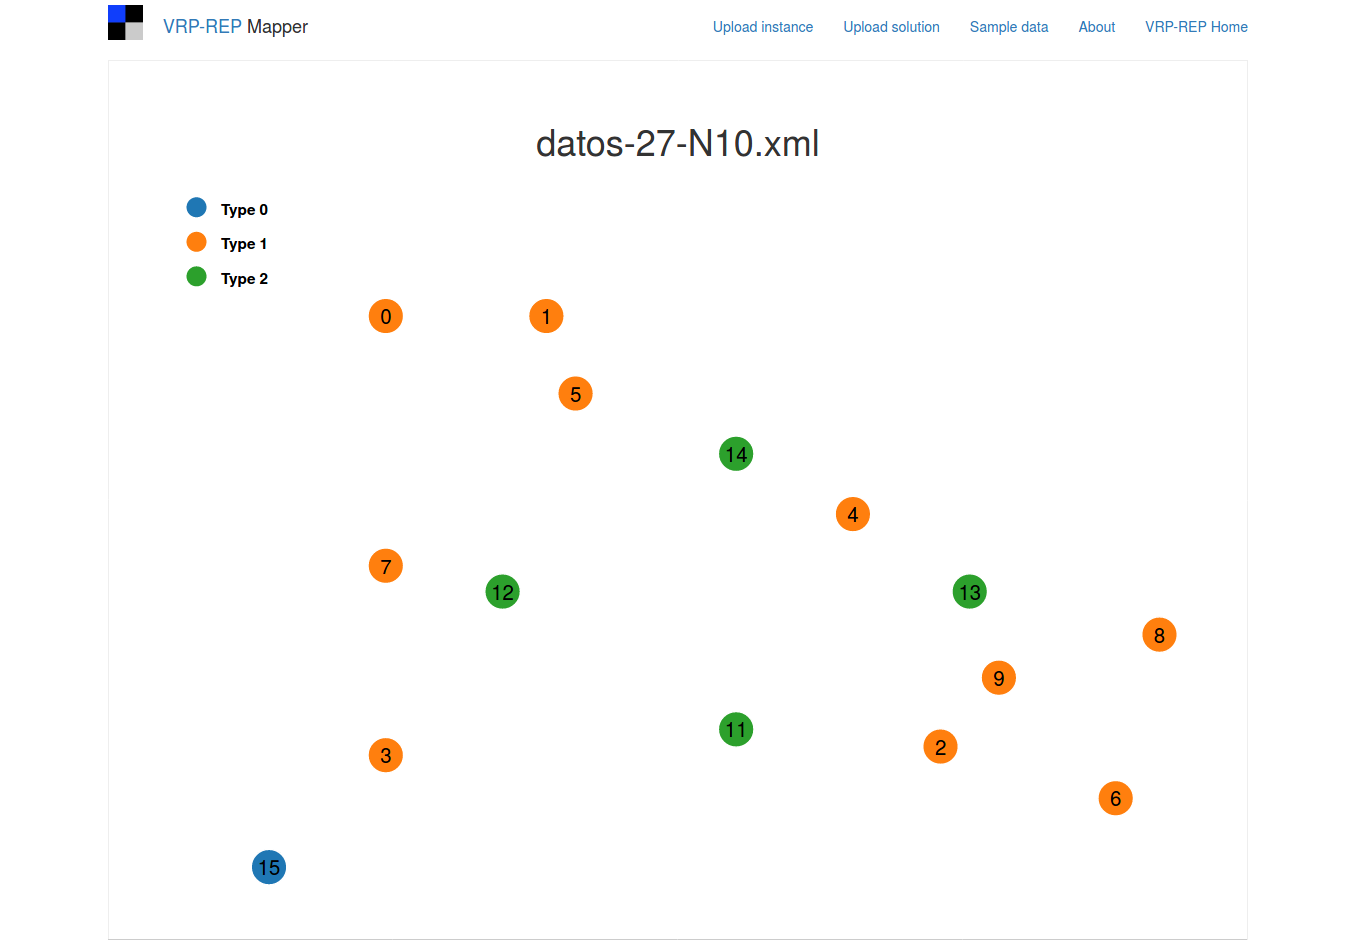 VRP-REP Mapper
Upload instance Upload solution Sample data About VRP-REP Home
datos-27-N10.xml
Type 0
Type 1
Type 2
0 1
5
14
4
7
12 13
8
9
11
2
3
6
15